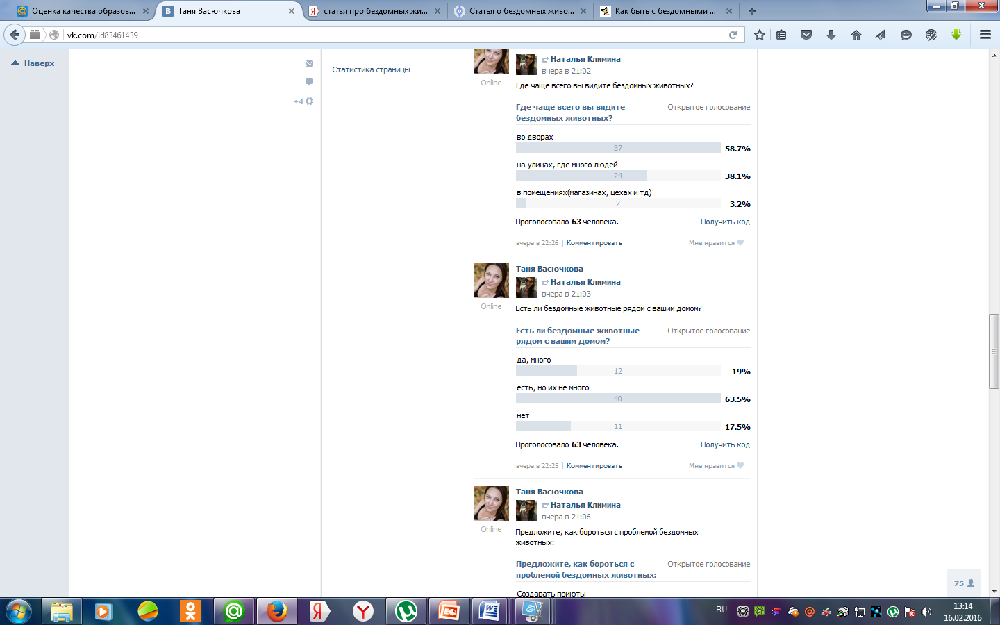 Оценка качества образов...
Таня Васючкова
статья про бездомных жи...
Статья о бездомных живо...
Как быть с бездомными ...
vk.com/id83461439
Наверх
+4
Статистика страницы
Наталья Климина
вчера в 21:02
Online
Где чаще всего вы видите бездомных животных?
Где чаще всего вы видите
бездомных животных?
Открытое голосование
во дворах
37
58.7%
на улицах, где много людей
24
38.1%
в помещениях(магазинах, цехах и тд)
2
3.2%
Проголосовало 63 человека.
Получить код
вчера в 22:26 | Комментировать
Мне нравится
Таня Васючкова
Наталья Климина
вчера в 21:03
Online
Есть ли бездомные животные рядом с вашим домом?
Есть ли бездомные животные
рядом с вашим домом?
Открытое голосование
да, много
12
19%
есть, но их не много
40
63.5%
нет
11
17.5%
Проголосовало 63 человека.
Получить код
вчера в 22:25 | Комментировать
Мне нравится
Таня Васючкова
Наталья Климина
вчера в 21:06
Online
Предложите, как бороться с проблемой бездомных
животных:
Предложите, как бороться с
проблемой бездомных животных:
Открытое голосование
Создавать приюты
75
RU
13:14
16.02.2016